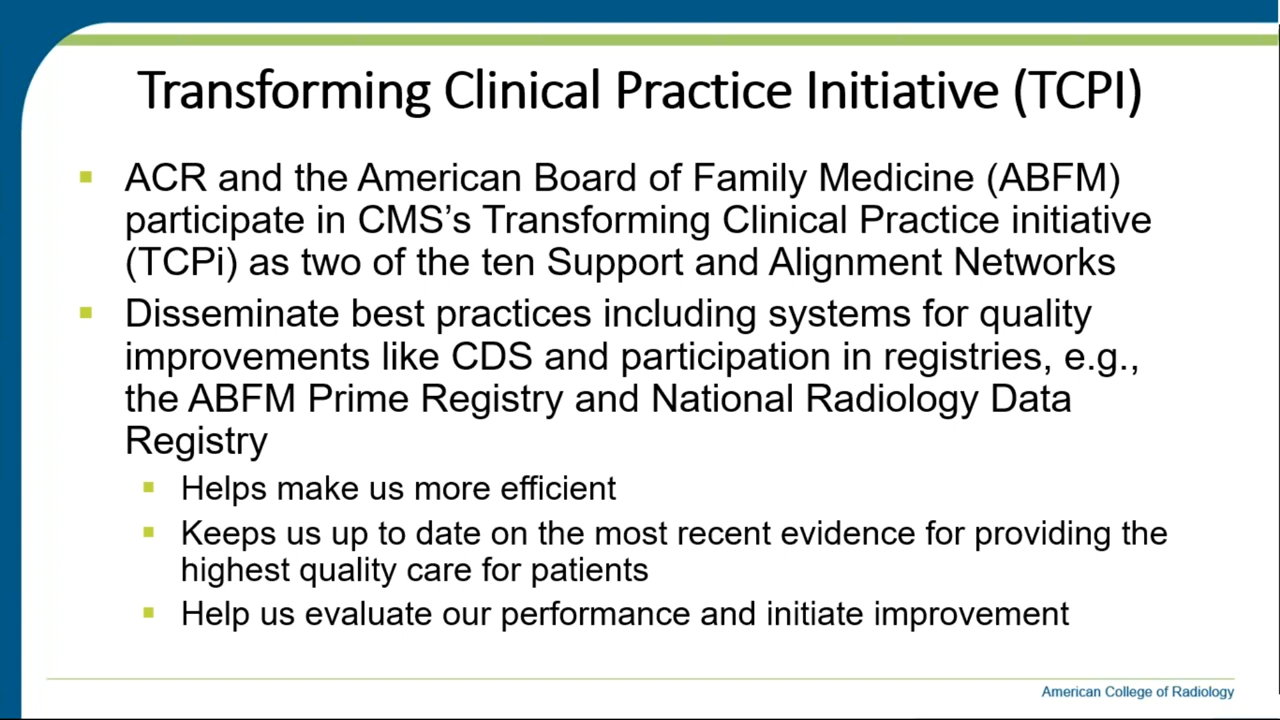 Transforming Clinical Practice Initiative (TCPI)
ACR and the American Board of Family Medicine (ABFM)
participate in CMS’s Transforming Clinical Practice initiative
(TCPi) as two of the ten Support and Alignment Networks
Disseminate best practices including systems for quality
improvements like CDS and participation in registries, e.g.,
the ABFM Prime Registry and National Radiology Data
Registry
Helps make us more efficient
Keeps us up to date on the most recent evidence for providing the
highest quality care for patients
Help us evaluate our performance and initiate improvement
American College of Radiology